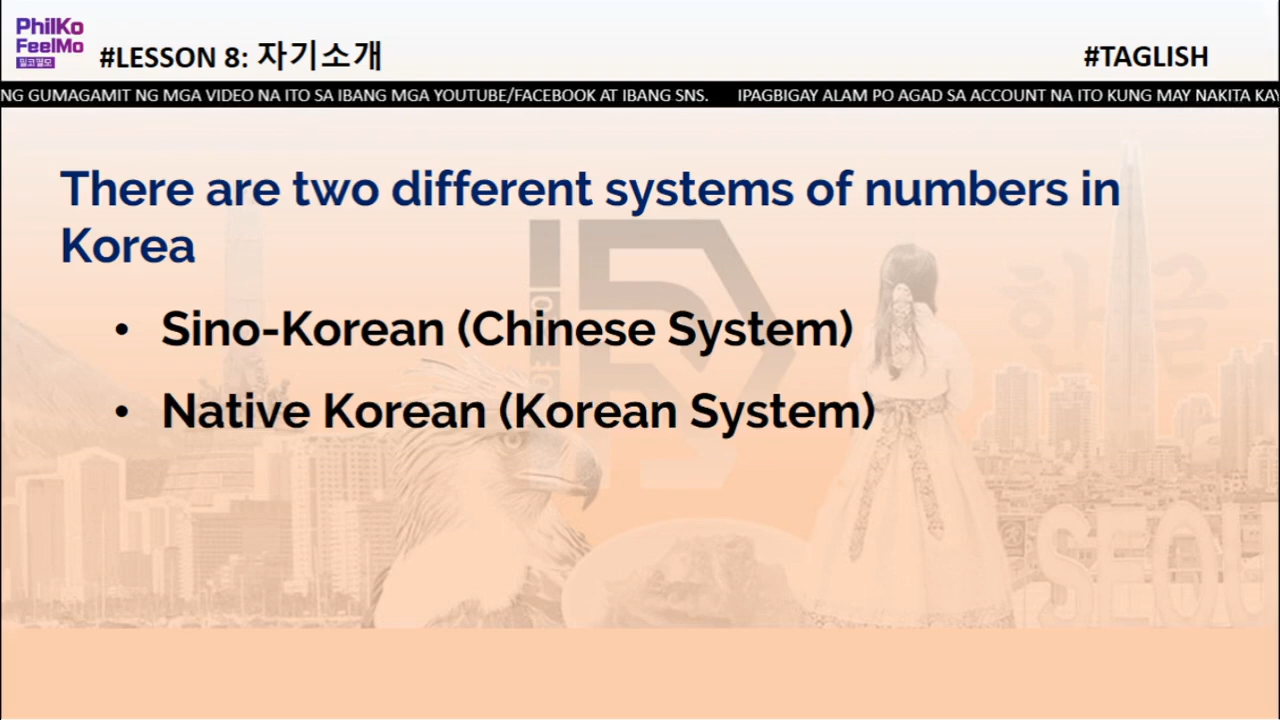 PhilKo
FeelMo
필코필모
#LESSON 8: 자기소개
#TAGLISH
NG GUMAGAMIT NG MGA VIDEO NA ITO SA IBANG MGA YOUTUBE/FACEBOOK AT IBANG SNS. IPAGBIGAY ALAM PO AGAD SA ACCOUNT NA ITO KUNG MAY NAKITA KAY
There are two different systems of numbers in
Korea
• Sino-Korean (Chinese System)
• Native Korean (Korean System)
한글
SEOU